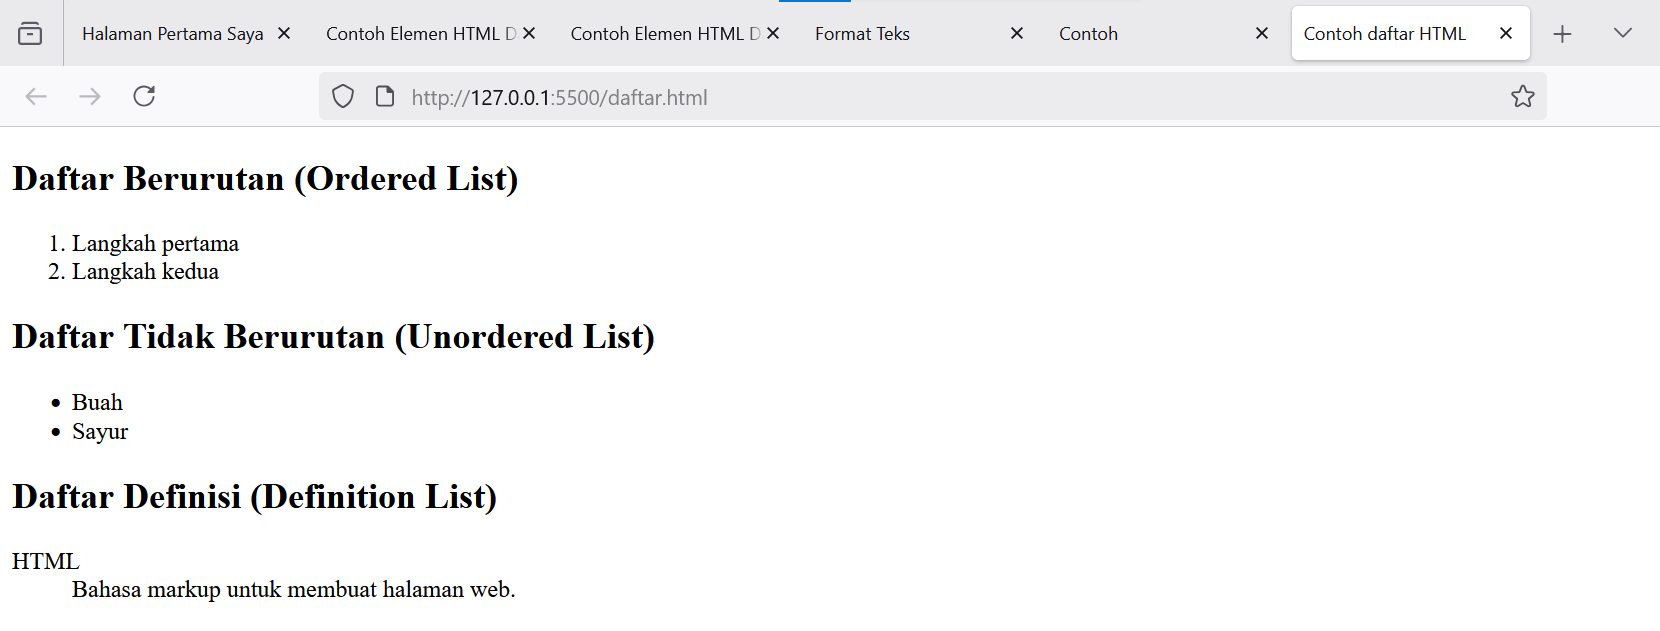 Halaman Pertama Saya
Contoh Elemen HTML D
Contoh Elemen HTML D
Format Teks
Contoh
Contoh daftar HTML
http://127.0.0.1:5500/daftar.html
Daftar Berurutan (Ordered List)
1. Langkah pertama
2. Langkah kedua
Daftar Tidak Berurutan (Unordered List)
• Buah
• Sayur
Daftar Definisi (Definition List)
HTML
Bahasa markup untuk membuat halaman web.